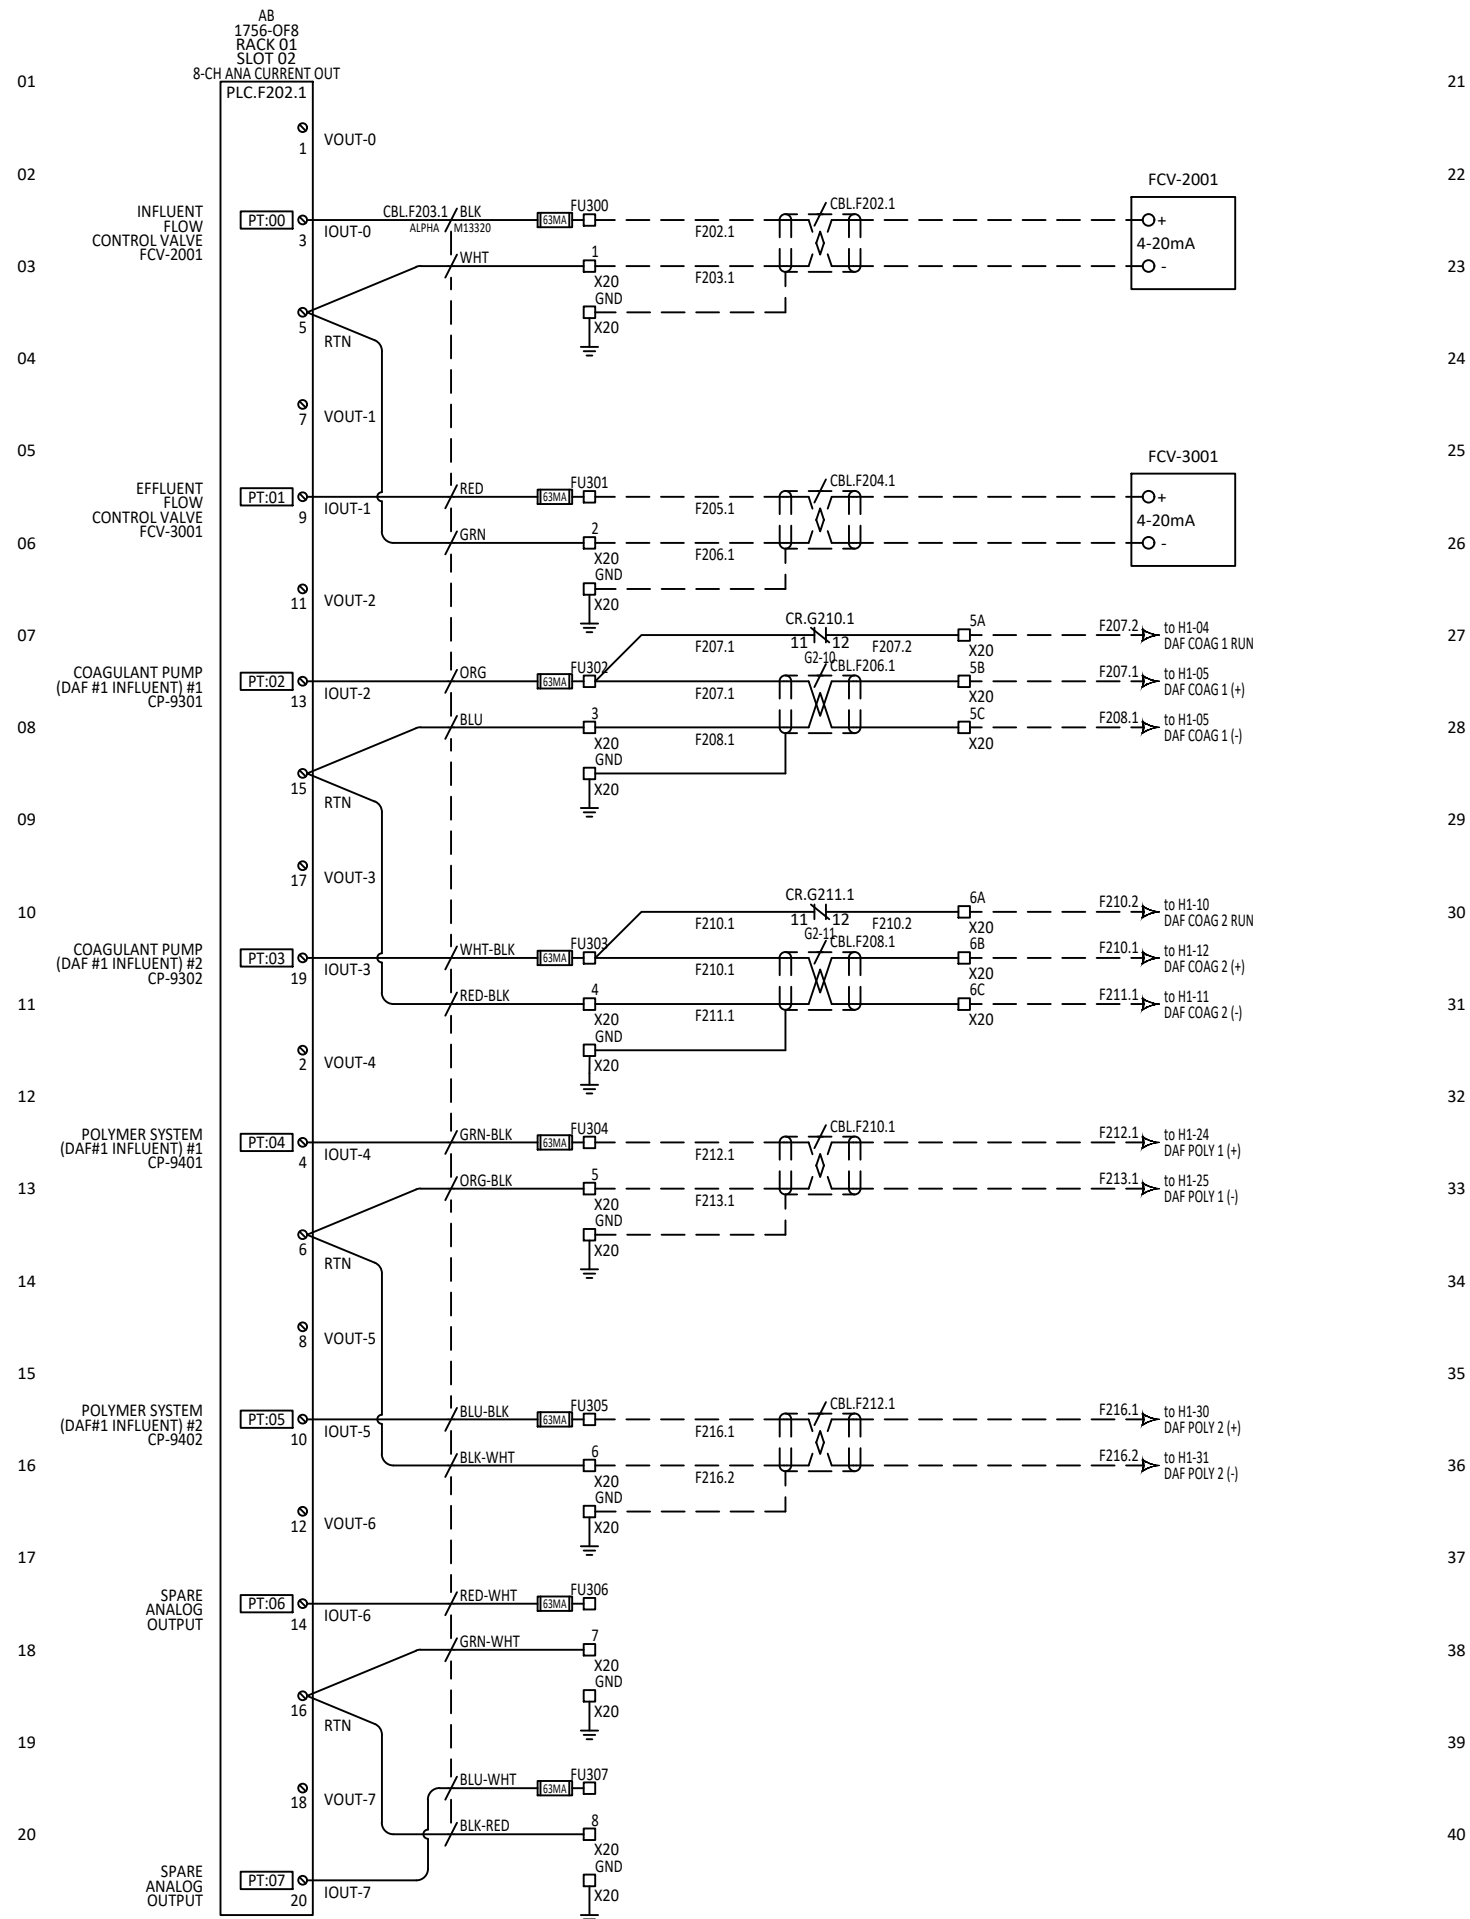 AB
1756-OF8
RACK 01
SLOT 02
8-CH ANA CURRENT OUT
01
21
PLC.F202.1
1
VOUT-0
02
22
FCV-2001
INFLUENT
FLOW
CONTROL VALVE
FCV-2001
PT:00
3
IOUT-0
CBL.F203.1
BLK
ALPHA
M13320
63MA
FU300
F202.1
CBL.F202.1
+
4-20mA
-
03
WHT
1
X20
F203.1
23
GND
X20
5
RTN
04
24
7
VOUT-1
05
25
FCV-3001
EFFLUENT
FLOW
CONTROL VALVE
FCV-3001
PT:01
9
IOUT-1
RED
63MA
FU301
F205.1
CBL.F204.1
+
4-20mA
-
06
GRN
2
X20
F206.1
26
GND
X20
11
VOUT-2
07
CR.G210.1
11
12
G2-10
F207.1
F207.2
5A
X20
F207.2
to H1-04
DAF COAG 1 RUN
27
COAGULANT PUMP
(DAF #1 INFLUENT) #1
CP-9301
PT:02
13
IOUT-2
ORG
63MA
FU302
F207.1
CBL.F206.1
5B
X20
F207.1
to H1-05
DAF COAG 1 (+)
08
BLU
3
X20
F208.1
5C
X20
F208.1
to H1-05
DAF COAG 1 (-)
28
GND
X20
15
RTN
09
29
17
VOUT-3
10
CR.G211.1
11
12
G2-11
F210.1
F210.2
6A
X20
F210.2
to H1-10
DAF COAG 2 RUN
30
COAGULANT PUMP
(DAF #1 INFLUENT) #2
CP-9302
PT:03
19
IOUT-3
WHT-BLK
63MA
FU303
F210.1
CBL.F208.1
6B
X20
F210.1
to H1-12
DAF COAG 2 (+)
11
RED-BLK
4
X20
F211.1
6C
X20
F211.1
to H1-11
DAF COAG 2 (-)
31
GND
X20
2
VOUT-4
12
32
POLYMER SYSTEM
(DAF#1 INFLUENT) #1
CP-9401
PT:04
4
IOUT-4
GRN-BLK
63MA
FU304
F212.1
CBL.F210.1
F212.1
to H1-24
DAF POLY 1 (+)
13
ORG-BLK
5
X20
F213.1
F213.1
to H1-25
DAF POLY 1 (-)
33
GND
X20
6
RTN
14
34
8
VOUT-5
15
35
POLYMER SYSTEM
(DAF#1 INFLUENT) #2
CP-9402
PT:05
10
IOUT-5
BLU-BLK
63MA
FU305
F216.1
CBL.F212.1
F216.1
to H1-30
DAF POLY 2 (+)
16
BLK-WHT
6
X20
F216.2
F216.2
to H1-31
DAF POLY 2 (-)
36
GND
X20
12
VOUT-6
17
37
SPARE
ANALOG
OUTPUT
PT:06
14
IOUT-6
RED-WHT
63MA
FU306
18
GRN-WHT
7
X20
38
GND
X20
16
RTN
19
39
18
VOUT-7
BLU-WHT
63MA
FU307
20
BLK-RED
8
X20
40
SPARE
ANALOG
OUTPUT
PT:07
20
IOUT-7
GND
X20